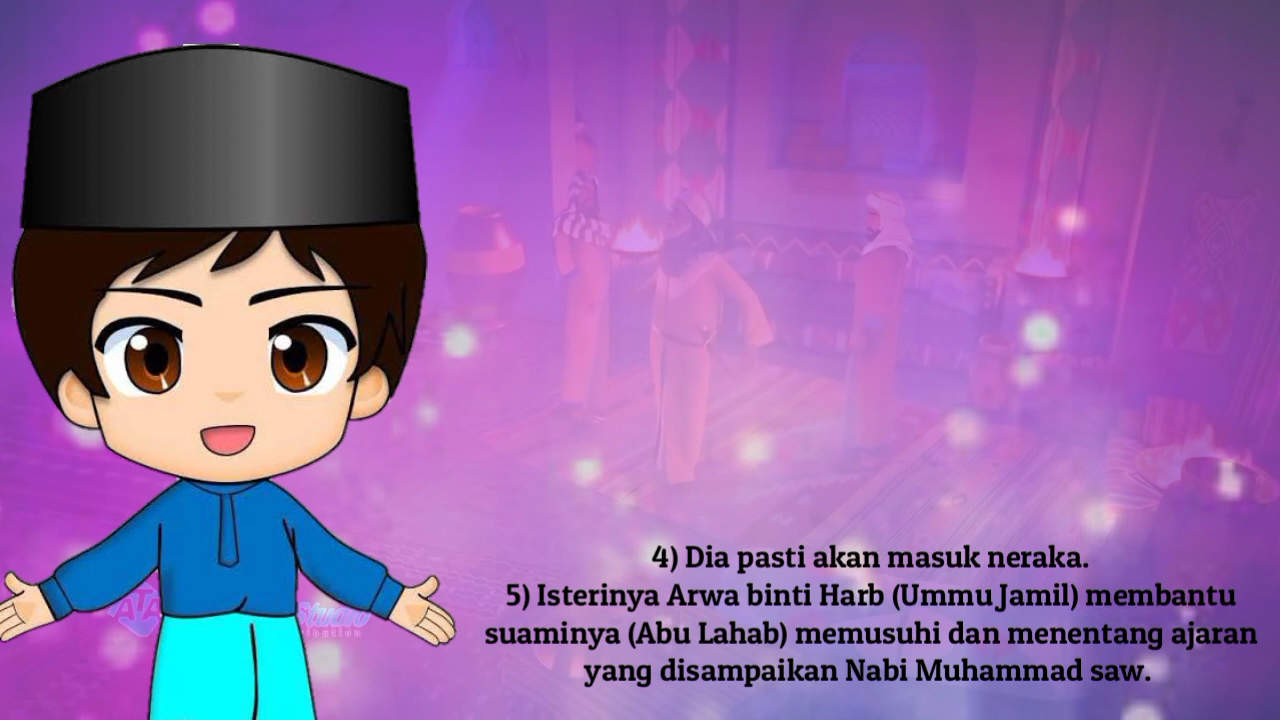 4) Dia pasti akan masuk neraka.
5) Isterinya Arwa binti Harb (Ummu Jamil) membantu
suaminya (Abu Lahab) memusuhi dan menentang ajaran
yang disampaikan Nabi Muhammad saw.